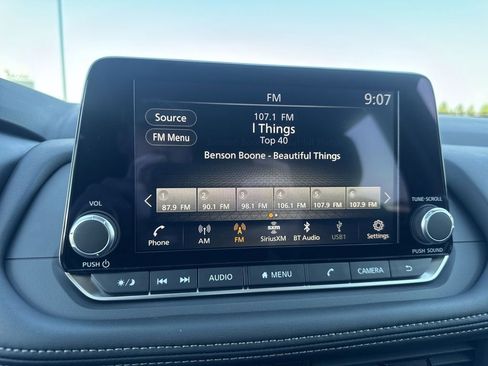 FM 9:07
Source 107.1 FM
l Things
FM Menu Top 40
Benson Boone - Beautiful Things
1 2 3 4 5 6
87.9 FM 90.1 FM 98.1 FM 106.1 FM 107.9 FM 107.9 FM
VOL TUNE·SCROLL
Phone AM FM SiriusXM BT Audio USB1 Settings
PUSH PUSH SOUND
AUDIO MENU CAMERA